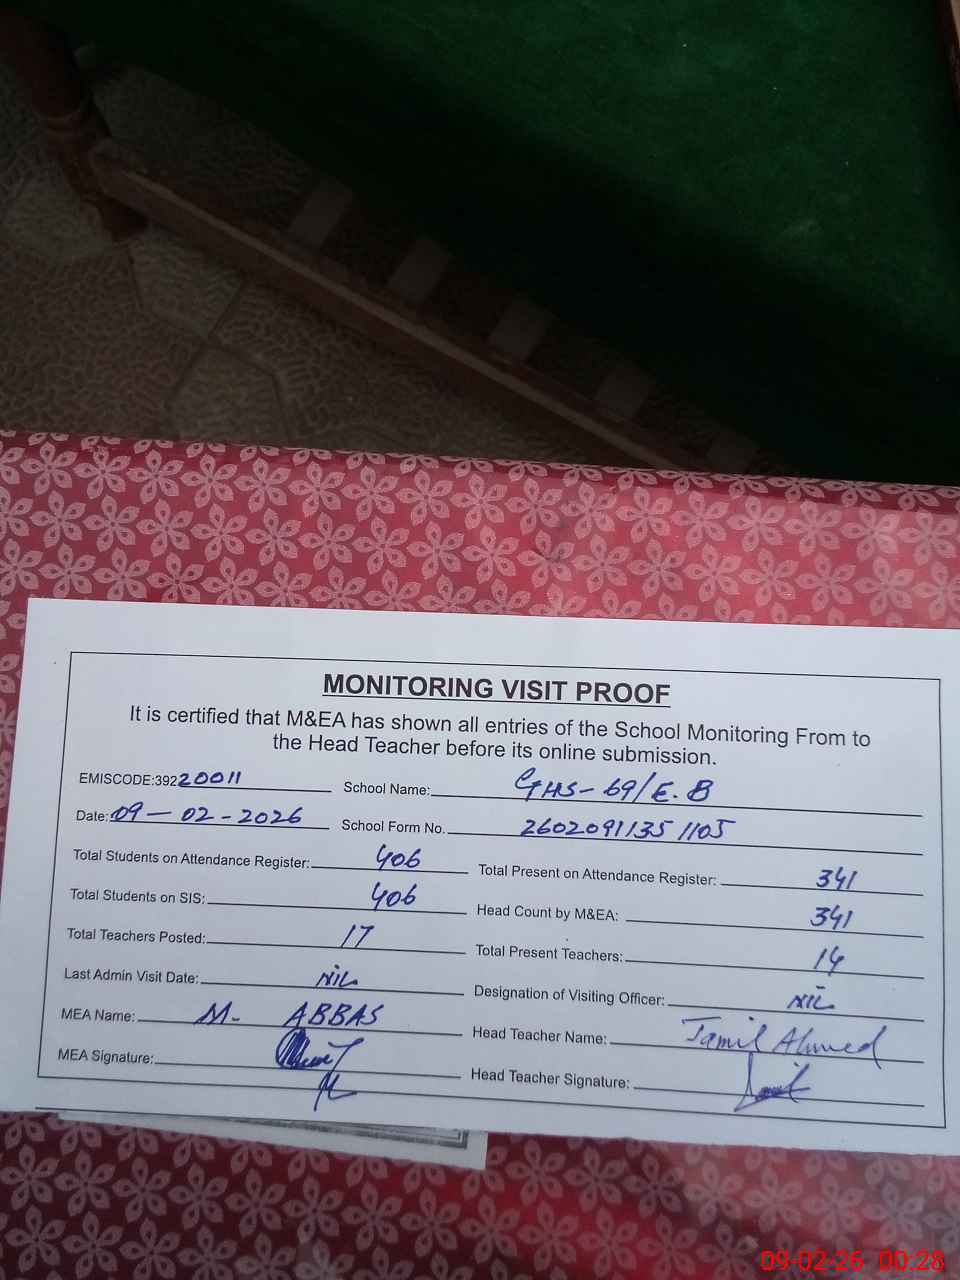 MONITORING VISIT PROOF
It is certified that M&EA has shown all entries of the School Monitoring From to
the Head Teacher before its online submission.
EMISCODE:39220011 School Name: GHS-69/E.B
Date: 09-02-2026 School Form No. 26020911351105
Total Students on Attendance Register: 406 Total Present on Attendance Register: 341
Total Students on SIS: 406 Head Count by M&EA: 341
Total Teachers Posted: 17 Total Present Teachers: 14
Last Admin Visit Date: NIL Designation of Visiting Officer: NIL
MEA Name: M. ABBAS Head Teacher Name: Jamil Ahmed
MEA Signature: Head Teacher Signature:
09-02-26 00:28